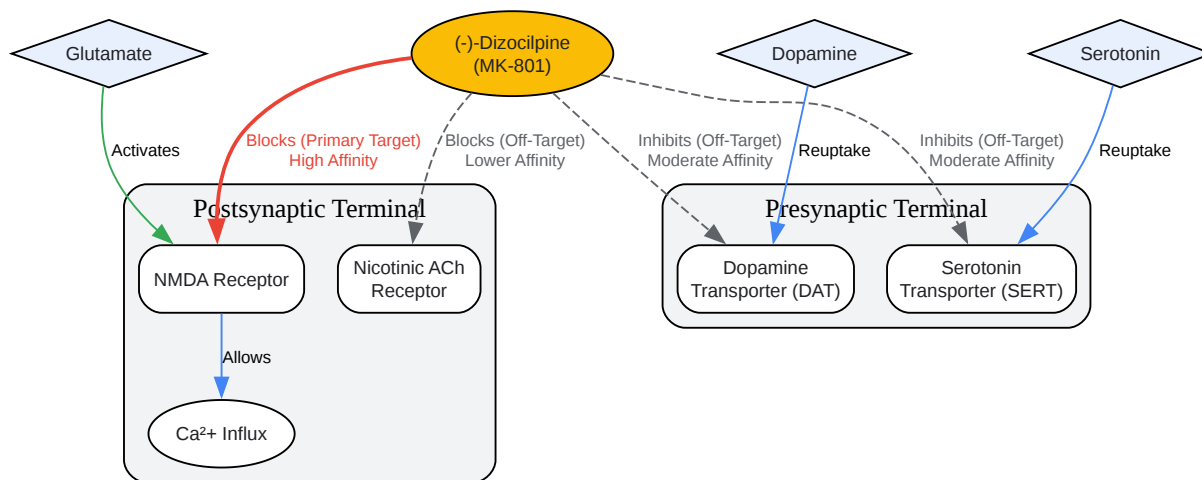 Glutamate
(-)-Dizocilpine
(MK-801)
Dopamine
Serotonin
Activates
Blocks (Primary Target)
High Affinity
Blocks (Off-Target)
Lower Affinity
Inhibits (Off-Target)
Moderate Affinity
Reuptake
Inhibits (Off-Target)
Moderate Affinity
Reuptake
Postsynaptic Terminal
Presynaptic Terminal
NMDA Receptor
Nicotinic ACh
Receptor
Dopamine
Transporter (DAT)
Serotonin
Transporter (SERT)
Allows
Ca²+ Influx